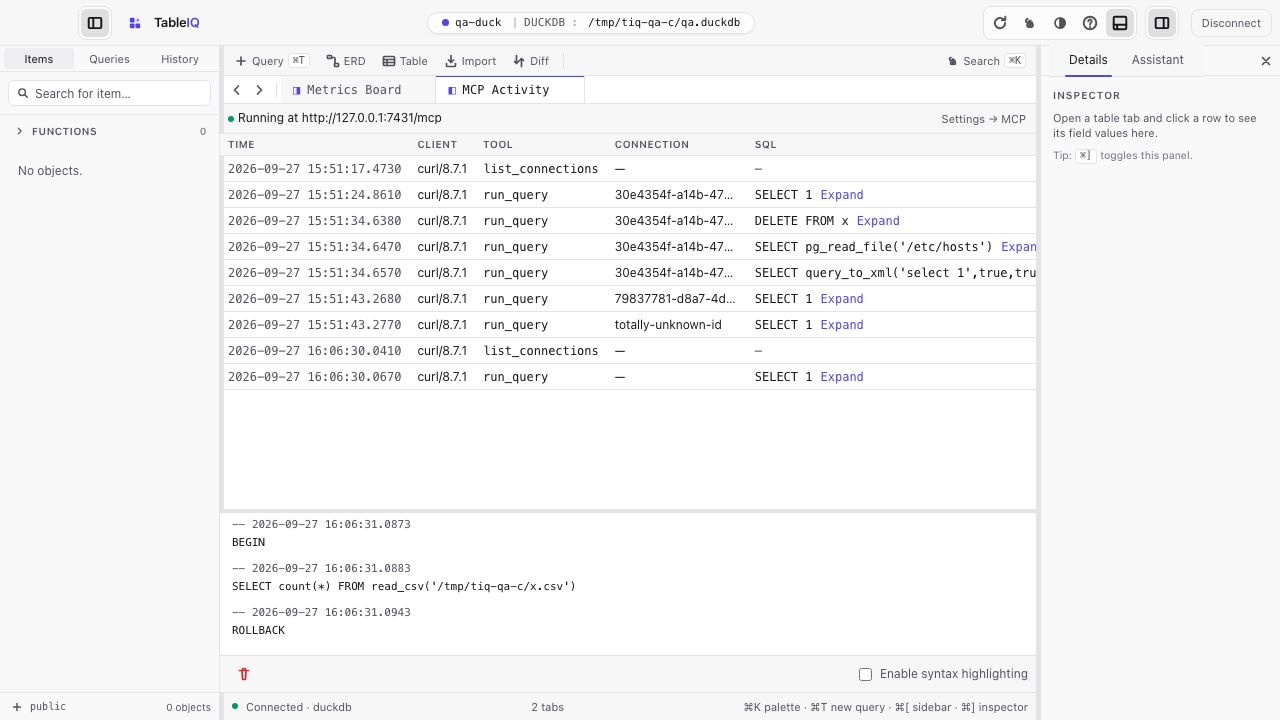 TableIQ
qa-duck | DUCKDB : /tmp/tiq-qa-c/qa.duckdb
Disconnect
Items Queries History
Search for item...
FUNCTIONS 0
No objects.
+ public 0 objects
+ Query ⌘T ERD Table Import Diff Search ⌘K
Metrics Board MCP Activity
Running at http://127.0.0.1:7431/mcp Settings → MCP
TIME CLIENT TOOL CONNECTION SQL
2026-09-27 15:51:17.4730 curl/8.7.1 list_connections — —
2026-09-27 15:51:24.8610 curl/8.7.1 run_query 30e4354f-a14b-47... SELECT 1 Expand
2026-09-27 15:51:34.6380 curl/8.7.1 run_query 30e4354f-a14b-47... DELETE FROM x Expand
2026-09-27 15:51:34.6470 curl/8.7.1 run_query 30e4354f-a14b-47... SELECT pg_read_file('/etc/hosts') Expan
2026-09-27 15:51:34.6570 curl/8.7.1 run_query 30e4354f-a14b-47... SELECT query_to_xml('select 1',true,tru
2026-09-27 15:51:43.2680 curl/8.7.1 run_query 79837781-d8a7-4d... SELECT 1 Expand
2026-09-27 15:51:43.2770 curl/8.7.1 run_query totally-unknown-id SELECT 1 Expand
2026-09-27 16:06:30.0410 curl/8.7.1 list_connections — —
2026-09-27 16:06:30.0670 curl/8.7.1 run_query — SELECT 1 Expand
-- 2026-09-27 16:06:31.0873
BEGIN
-- 2026-09-27 16:06:31.0883
SELECT count(*) FROM read_csv('/tmp/tiq-qa-c/x.csv')
-- 2026-09-27 16:06:31.0943
ROLLBACK
Enable syntax highlighting
Connected · duckdb 2 tabs ⌘K palette · ⌘T new query · ⌘[ sidebar · ⌘] inspector
Details Assistant
INSPECTOR
Open a table tab and click a row to see
its field values here.
Tip: ⌘] toggles this panel.